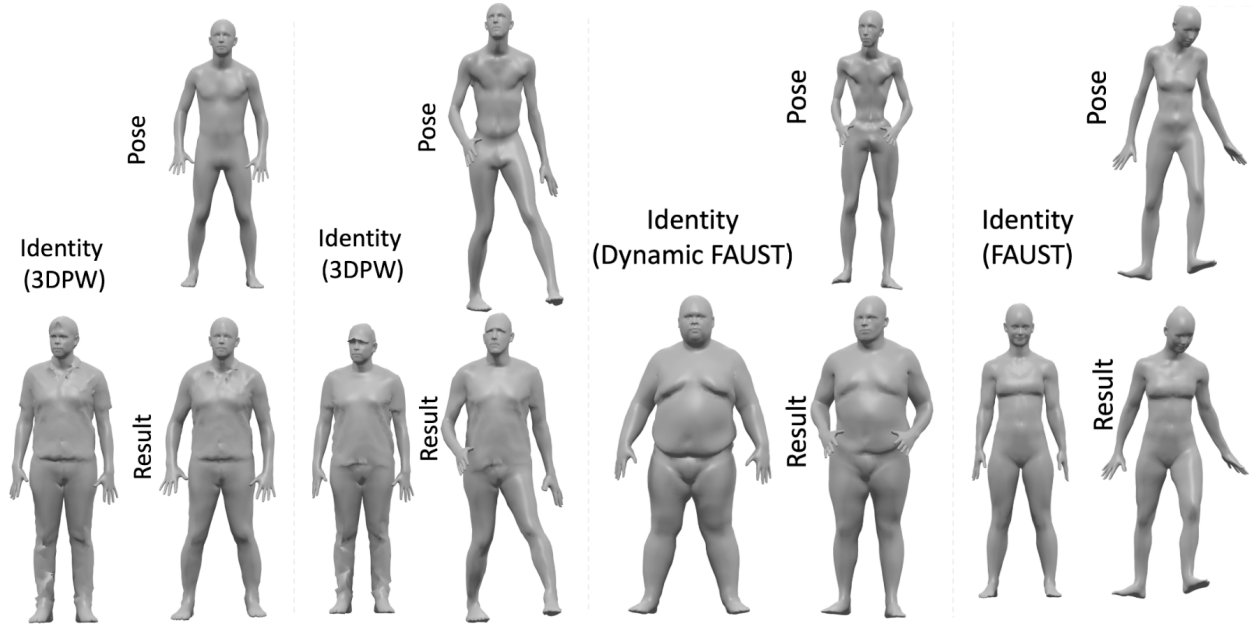 Pose
Identity
(3DPW)
Result
Pose
Identity
(3DPW)
Result
Pose
Identity
(Dynamic FAUST)
Result
Pose
Identity
(FAUST)
Result